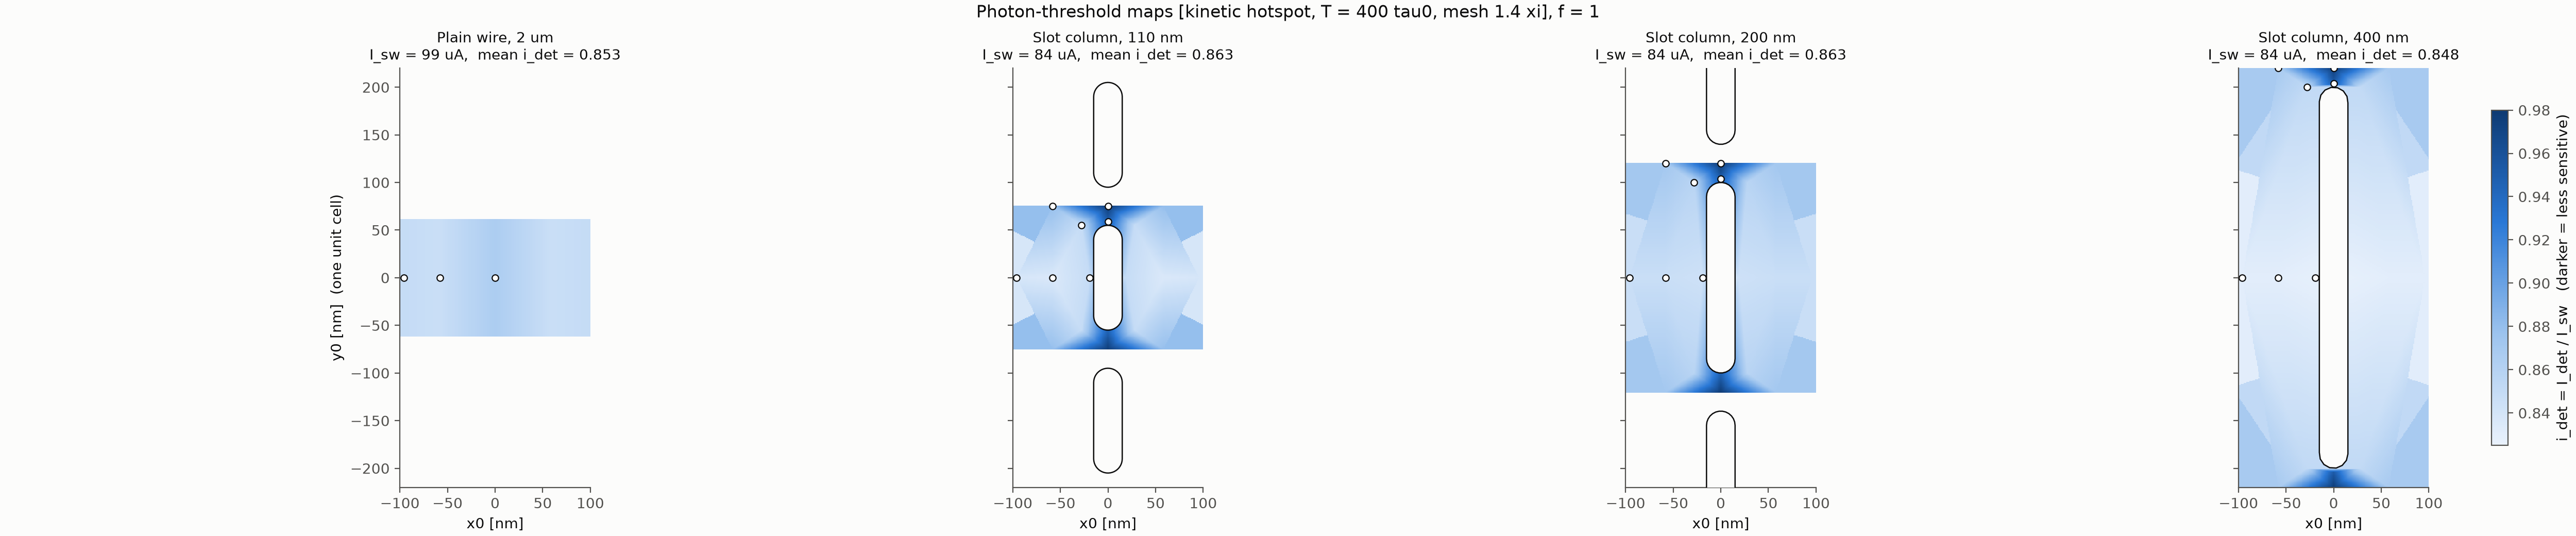 Photon-threshold maps [kinetic hotspot, T = 400 tau0, mesh 1.4 xi], f = 1
Plain wire, 2 um
I_sw = 99 uA,  mean i_det = 0.853
y0 [nm]  (one unit cell)
200
150
100
50
0
−50
−100
−150
−200
−100 −50 0 50 100
x0 [nm]
Slot column, 110 nm
I_sw = 84 uA,  mean i_det = 0.863
−100 −50 0 50 100
x0 [nm]
Slot column, 200 nm
I_sw = 84 uA,  mean i_det = 0.863
−100 −50 0 50 100
x0 [nm]
Slot column, 400 nm
I_sw = 84 uA,  mean i_det = 0.848
−100 −50 0 50 100
x0 [nm]
0.98
0.96
0.94
0.92
0.90
0.88
0.86
0.84
i_det = I_det / I_sw   (darker = less sensitive)